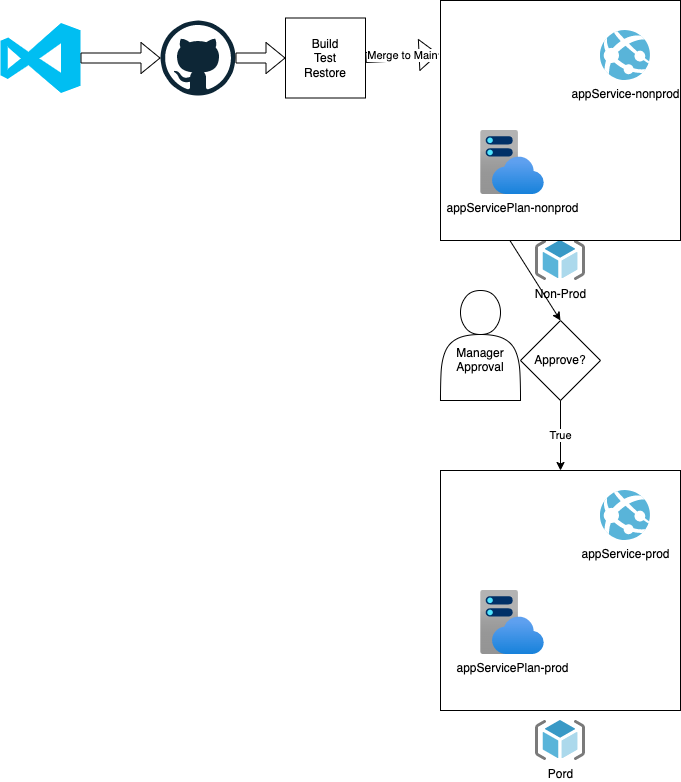 Build
Test
Restore
Merge to Main
appService-nonprod
appServicePlan-nonprod
Non-Prod
Manager
Approval
Approve?
True
appService-prod
appServicePlan-prod
Pord